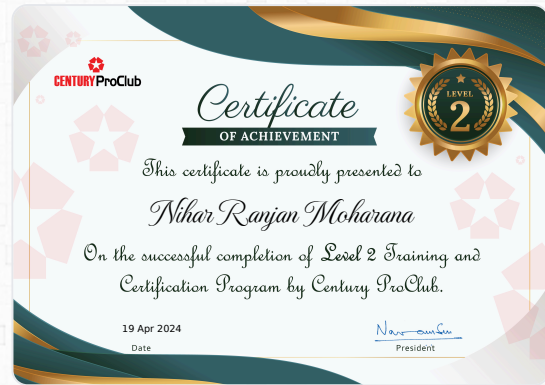 CENTURY ProClub
Certificate
OF ACHIEVEMENT
LEVEL
2
This certificate is proudly presented to
Nihar Ranjan Moharana
On the successful completion of Level 2 Training and
Certification Program by Century ProClub.
19 Apr 2024
Date
President